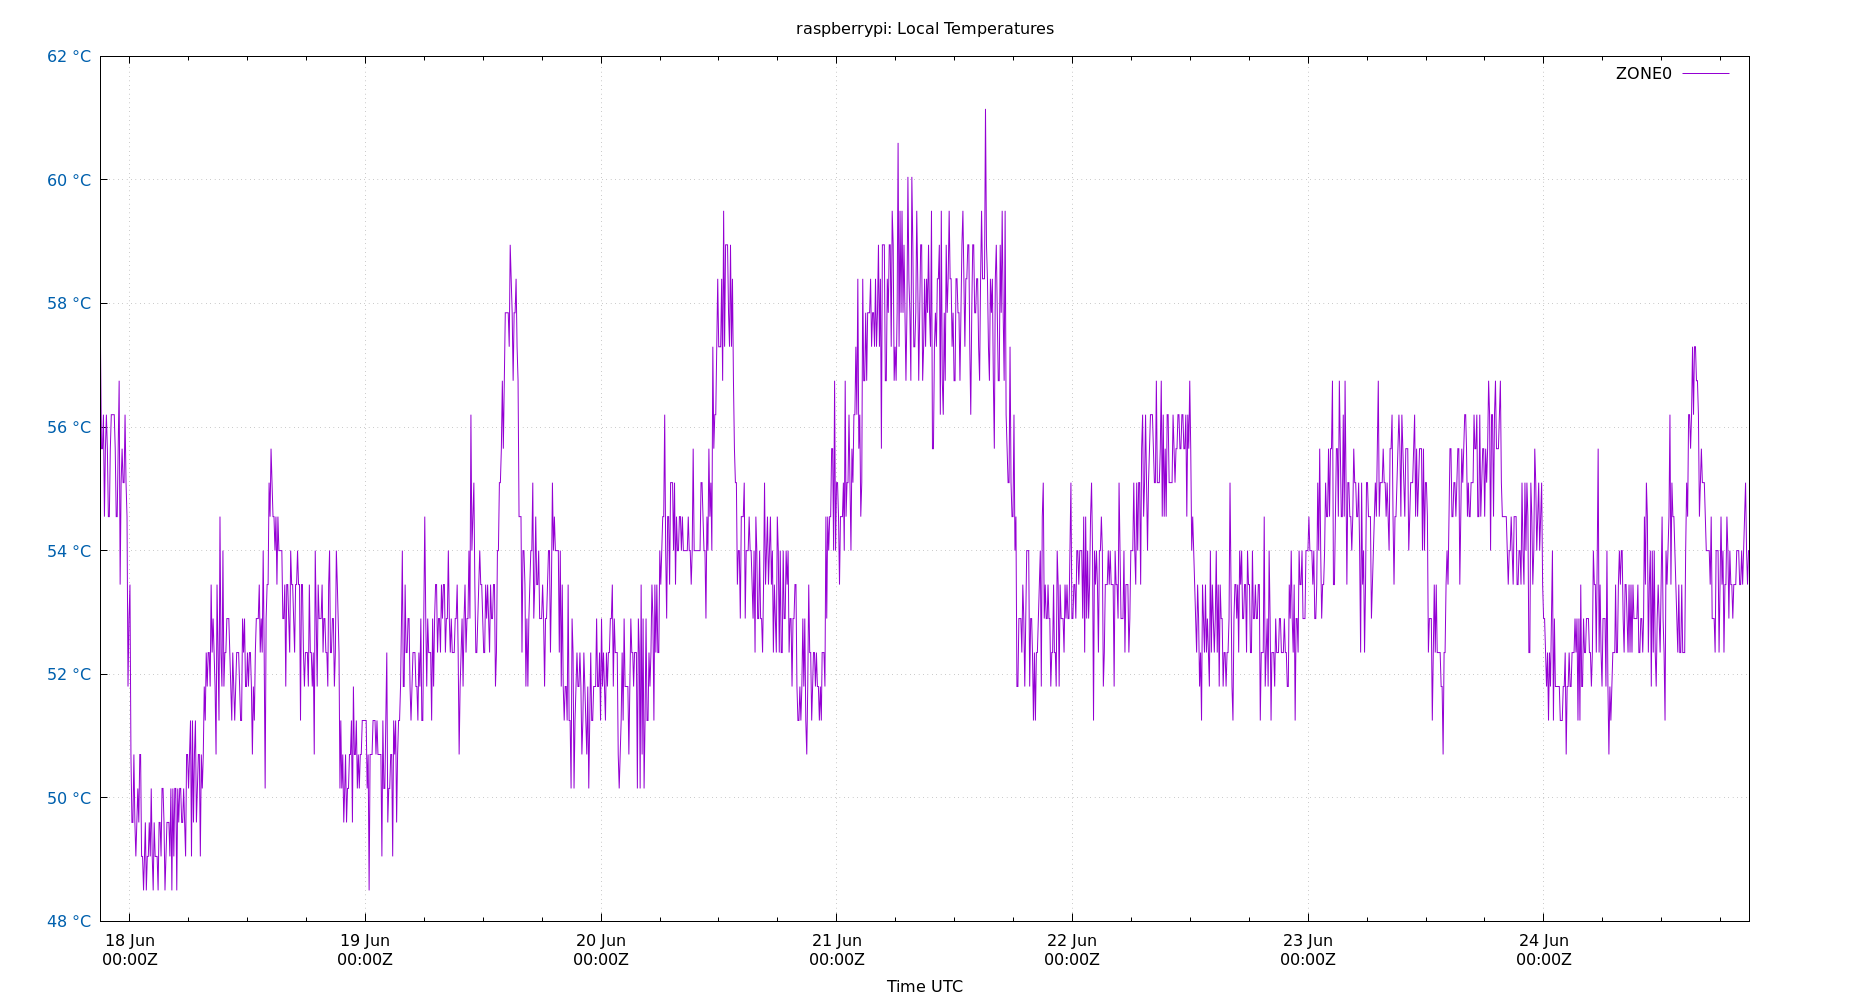 raspberrypi: Local Temperatures
62 °C
ZONE0
60 °C
58 °C
56 °C
54 °C
52 °C
50 °C
48 °C
18 Jun 19 Jun 20 Jun 21 Jun 22 Jun 23 Jun 24 Jun
00:00Z 00:00Z 00:00Z 00:00Z 00:00Z 00:00Z 00:00Z
Time UTC